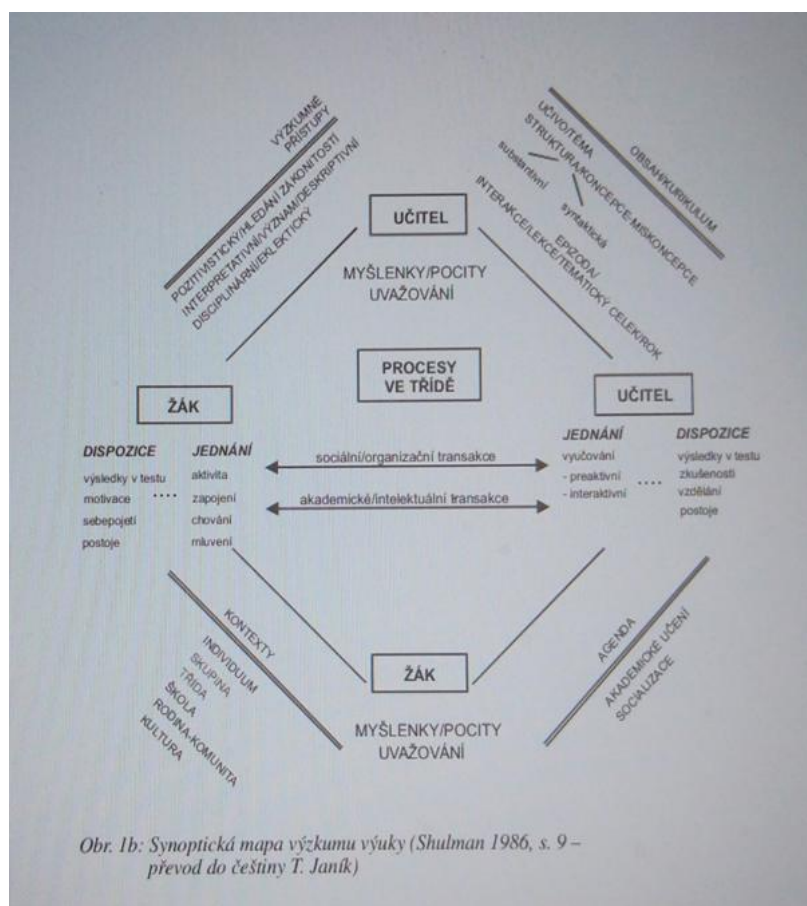 VÝZKUMNÉ
PŘÍSTUPY
POZITIVISTICKÝ/HLEDÁNÍ ZÁKONITOSTÍ
INTERPRETATIVNÍ/VÝZNAM/DESKRIPTIVNÍ
DISCIPLINÁRNÍ/EKLEKTICKÝ
OBSAH/KURIKULUM
UČIVO/TÉMA
STRUKTURA/KONCEPCE-MISKONCEPCE
substantivní
syntaktická
EPIZODA/
INTERAKCE/LEKCE/TEMATICKÝ CELEK/ROK
UČITEL
MYŠLENKY/POCITY
UVAŽOVÁNÍ
PROCESY
VE TŘÍDĚ
ŽÁK
DISPOZICE
výsledky v testu
motivace
sebepojetí
postoje
....
JEDNÁNÍ
aktivita
zapojení
chování
mluvení
sociální/organizační transakce
akademické/intelektuální transakce
UČITEL
JEDNÁNÍ
vyučování
- preaktivní
- interaktivní
....
DISPOZICE
výsledky v testu
zkušenosti
vzdělání
postoje
KONTEXTY
INDIVIDUUM
SKUPINA
TŘÍDA
ŠKOLA
RODINA-KOMUNITA
KULTURA
ŽÁK
MYŠLENKY/POCITY
UVAŽOVÁNÍ
AGENDA
AKADEMICKÉ UČENÍ
SOCIALIZACE
Obr. 1b: Synoptická mapa výzkumu výuky (Shulman 1986, s. 9 –
převod do češtiny T. Janík)